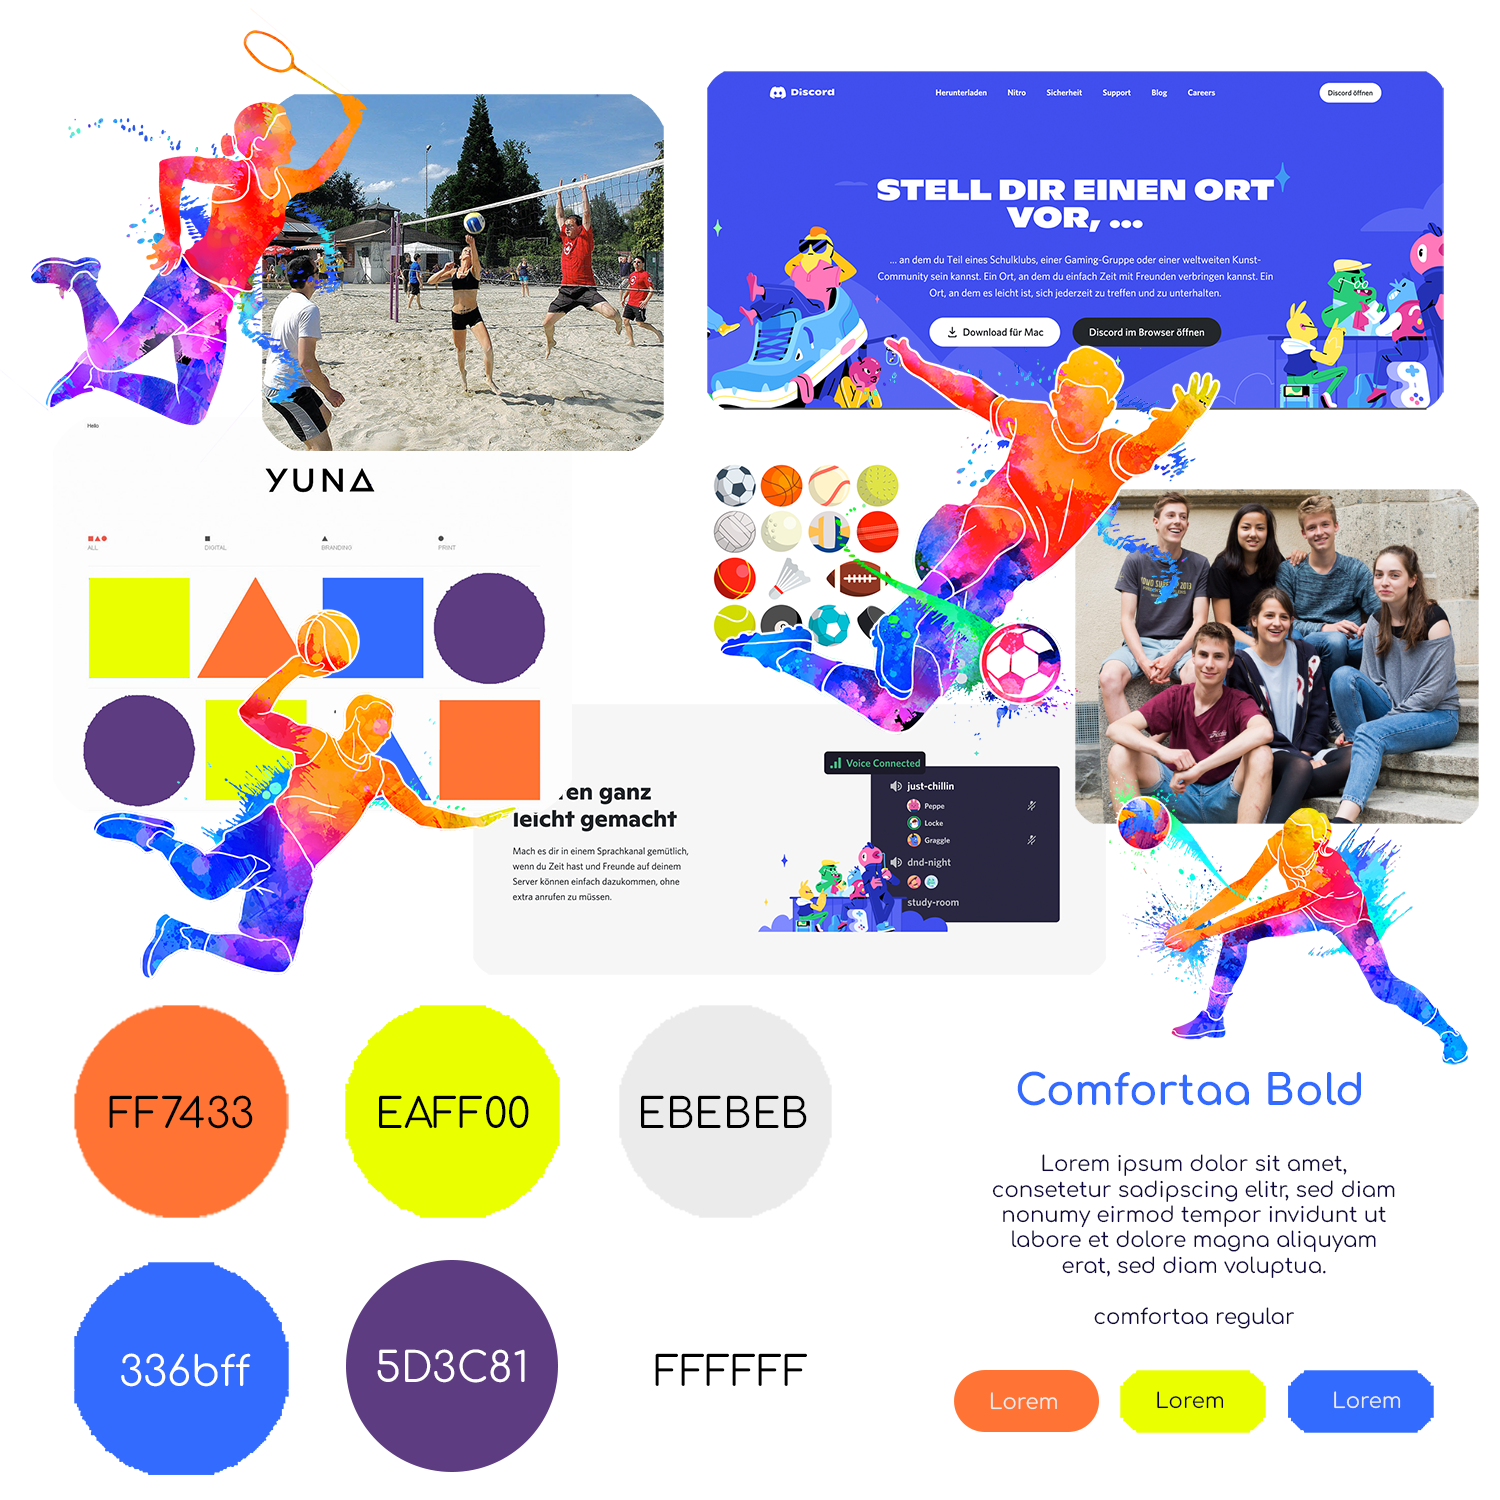 Discord
Herunterladen
Nitro
Sicherheit
Support
Blog
Careers
Discord öffnen
STELL DIR EINEN ORT
VOR, ...
... an dem du Teil eines Schulklubs, einer Gaming-Gruppe oder einer weltweiten Kunst-
Community sein kannst. Ein Ort, an dem du einfach Zeit mit Freunden verbringen kannst. Ein
Ort, an dem es leicht ist, sich jederzeit zu treffen und zu unterhalten.
Download für Mac
Discord im Browser öffnen
Hello
YUNA
ALL
DIGITAL
BRANDING
PRINT
2013
en ganz
leicht gemacht
Mach es dir in einem Sprachkanal gemütlich,
wenn du Zeit hast und Freunde auf deinem
Server können einfach dazukommen, ohne
extra anrufen zu müssen.
Voice Connected
just-chillin
Peppe
Locke
Graggle
dnd-night
study-room
FF7433
EAFF00
EBEBEB
336bff
5D3C81
FFFFFF
Comfortaa Bold
Lorem ipsum dolor sit amet,
consetetur sadipscing elitr, sed diam
nonumy eirmod tempor invidunt ut
labore et dolore magna aliquyam
erat, sed diam voluptua.
comfortaa regular
Lorem
Lorem
Lorem